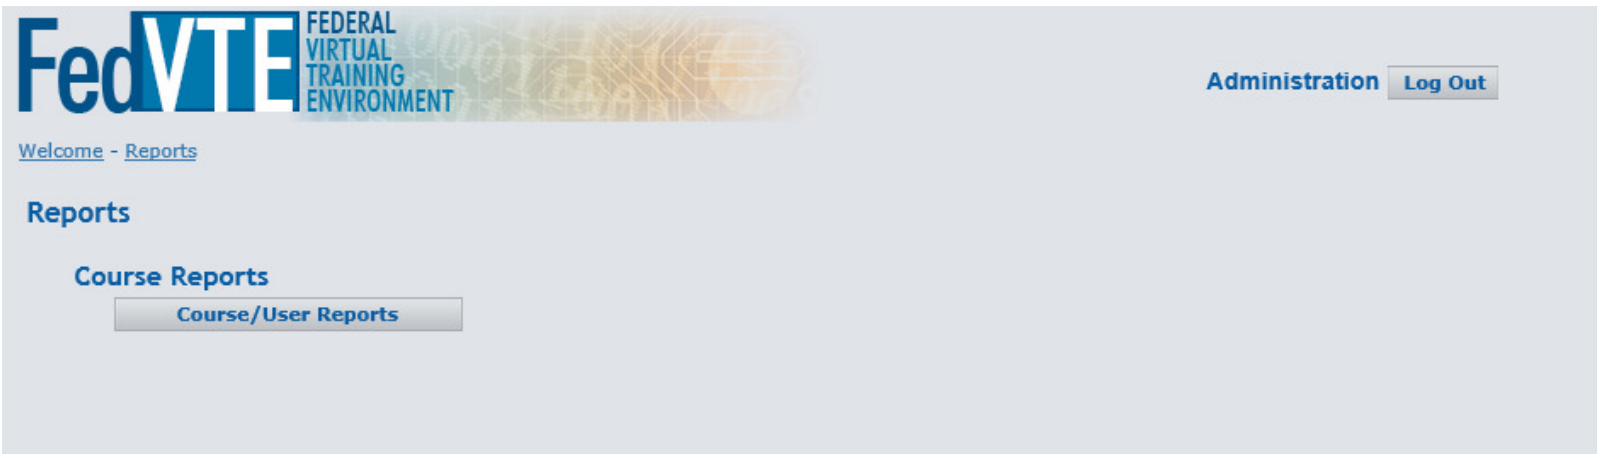 FedVTE
FEDERAL
VIRTUAL
TRAINING
ENVIRONMENT
Administration Log Out
Welcome - Reports
Reports
Course Reports
Course/User Reports